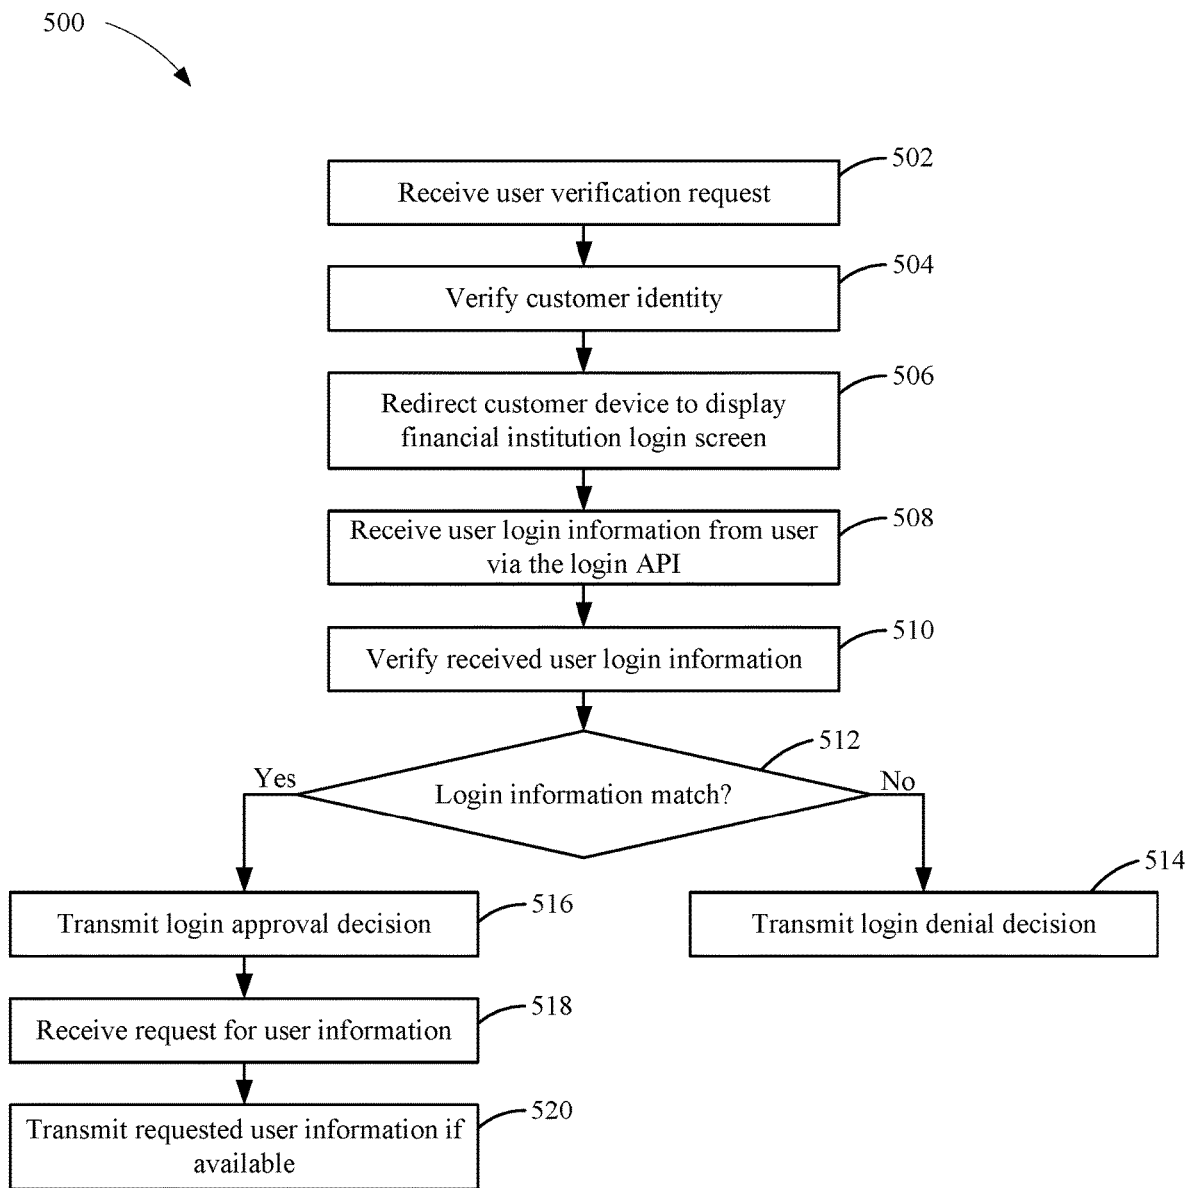 500
502
Receive user verification request
504
Verify customer identity
506
Redirect customer device to display
financial institution login screen
508
Receive user login information from user
via the login API
510
Verify received user login information
512
Yes
No
Login information match?
514
516
Transmit login approval decision
Transmit login denial decision
518
Receive request for user information
520
Transmit requested user information if
available